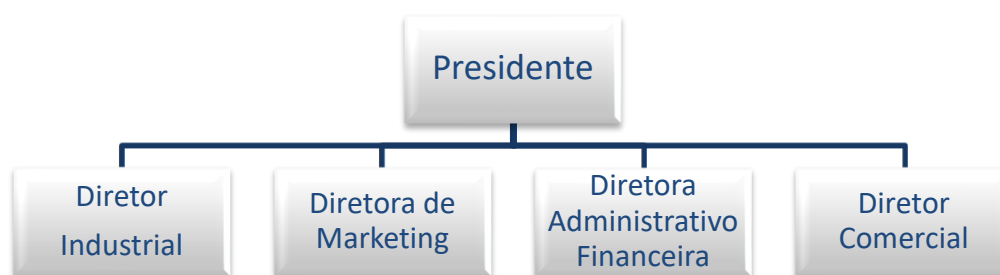 Presidente
Diretor
Industrial
Diretora de
Marketing
Diretora
Administrativo
Financeira
Diretor
Comercial